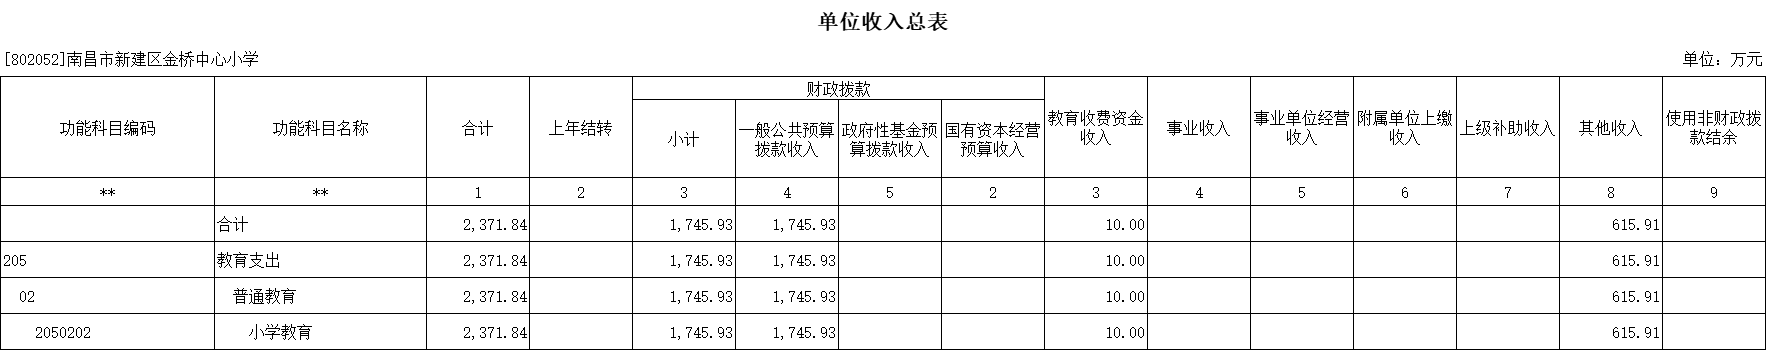 单位收入总表
[802052]南昌市新建区金桥中心小学 单位：万元
功能科目编码 功能科目名称 合计 上年结转 财政拨款 教育收费资金收入 事业收入 事业单位经营收入 附属单位上缴收入 上级补助收入 其他收入 使用非财政拨款结余
小计 一般公共预算拨款收入 政府性基金预算拨款收入 国有资本经营预算收入
** ** 1 2 3 4 5 2 3 4 5 6 7 8 9
合计 2,371.84 1,745.93 1,745.93 10.00 615.91
205 教育支出 2,371.84 1,745.93 1,745.93 10.00 615.91
02 普通教育 2,371.84 1,745.93 1,745.93 10.00 615.91
2050202 小学教育 2,371.84 1,745.93 1,745.93 10.00 615.91